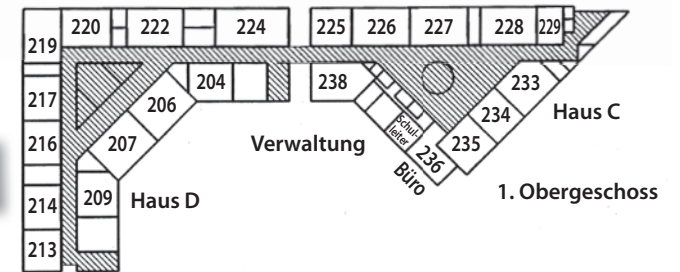 219 220 222 224 225 226 227 228 229
217 206 204 238 233
216 207 234 Haus C
Schul-
leiter
Verwaltung 235
236
Büro
214 209 Haus D 1. Obergeschoss
213